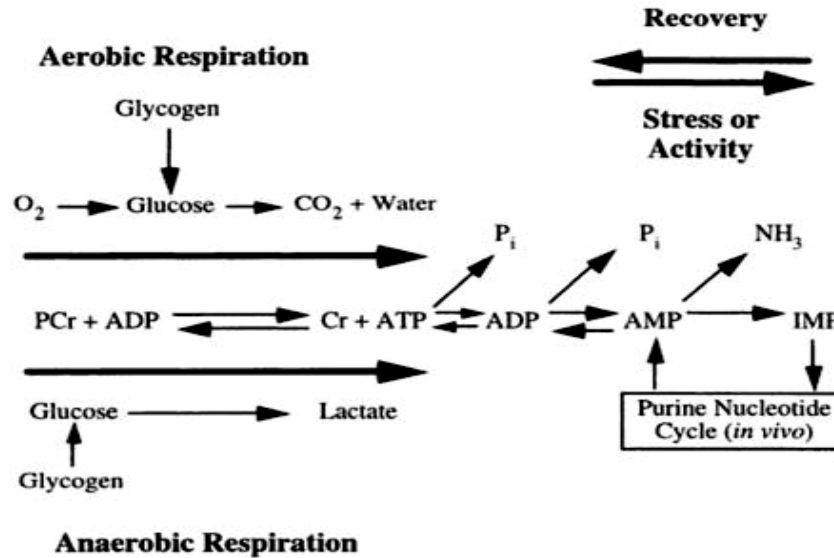 Recovery
Aerobic Respiration
Stress or
Activity
Glycogen
O₂ Glucose CO₂ + Water
Pᵢ Pᵢ NH₃
PCr + ADP Cr + ATP ADP AMP IMP
Glucose Lactate
Purine Nucleotide
Cycle (in vivo)
Glycogen
Anaerobic Respiration